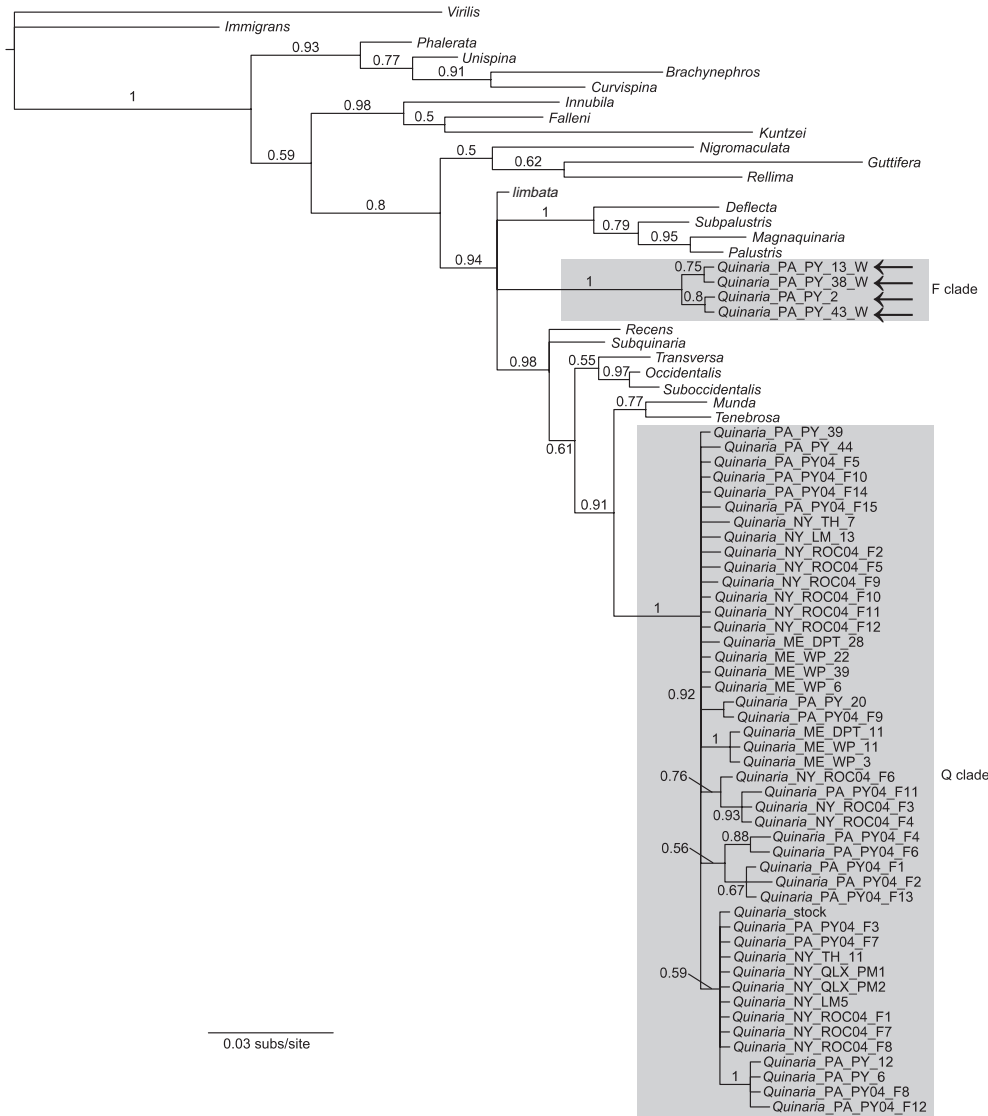 Virilis
Immigrans
0.93
Phalerata
0.77
Unispina
0.91
Brachynephros
Curvispina
1
0.98
Innubila
0.5
Falleni
Kuntzei
0.59
0.5
Nigromaculata
0.62
Guttifera
Rellima
0.8
limbata
1
Deflecta
0.79
Subpalustris
0.95
Magnaquinaria
Palustris
0.94
0.75
Quinaria_PA_PY_13_W
1
Quinaria_PA_PY_38_W
F clade
0.8
Quinaria_PA_PY_2
Quinaria_PA_PY_43_W
Recens
0.98
Subquinaria
0.55
Transversa
0.97
Occidentalis
Suboccidentalis
0.77
Munda
Tenebrosa
0.61
0.91
Quinaria_PA_PY_39
Quinaria_PA_PY_44
Quinaria_PA_PY04_F5
Quinaria_PA_PY04_F10
Quinaria_PA_PY04_F14
Quinaria_PA_PY04_F15
Quinaria_NY_TH_7
Quinaria_NY_LM_13
Quinaria_NY_ROC04_F2
Quinaria_NY_ROC04_F5
Quinaria_NY_ROC04_F9
Quinaria_NY_ROC04_F10
1
Quinaria_NY_ROC04_F11
Quinaria_NY_ROC04_F12
Quinaria_ME_DPT_28
Quinaria_ME_WP_22
Quinaria_ME_WP_39
Quinaria_ME_WP_6
0.92
Quinaria_PA_PY_20
Quinaria_PA_PY04_F9
Quinaria_ME_DPT_11
1
Quinaria_ME_WP_11
Quinaria_ME_WP_3
0.76
Quinaria_NY_ROC04_F6
Q clade
Quinaria_PA_PY04_F11
Quinaria_NY_ROC04_F3
0.93
Quinaria_NY_ROC04_F4
0.88
Quinaria_PA_PY04_F4
0.56
Quinaria_PA_PY04_F6
Quinaria_PA_PY04_F1
Quinaria_PA_PY04_F2
0.67
Quinaria_PA_PY04_F13
Quinaria_stock
Quinaria_PA_PY04_F3
Quinaria_PA_PY04_F7
Quinaria_NY_TH_11
0.59
Quinaria_NY_QLX_PM1
Quinaria_NY_QLX_PM2
Quinaria_NY_LM5
Quinaria_NY_ROC04_F1
Quinaria_NY_ROC04_F7
Quinaria_NY_ROC04_F8
0.03 subs/site
Quinaria_PA_PY_12
1
Quinaria_PA_PY_6
Quinaria_PA_PY04_F8
Quinaria_PA_PY04_F12